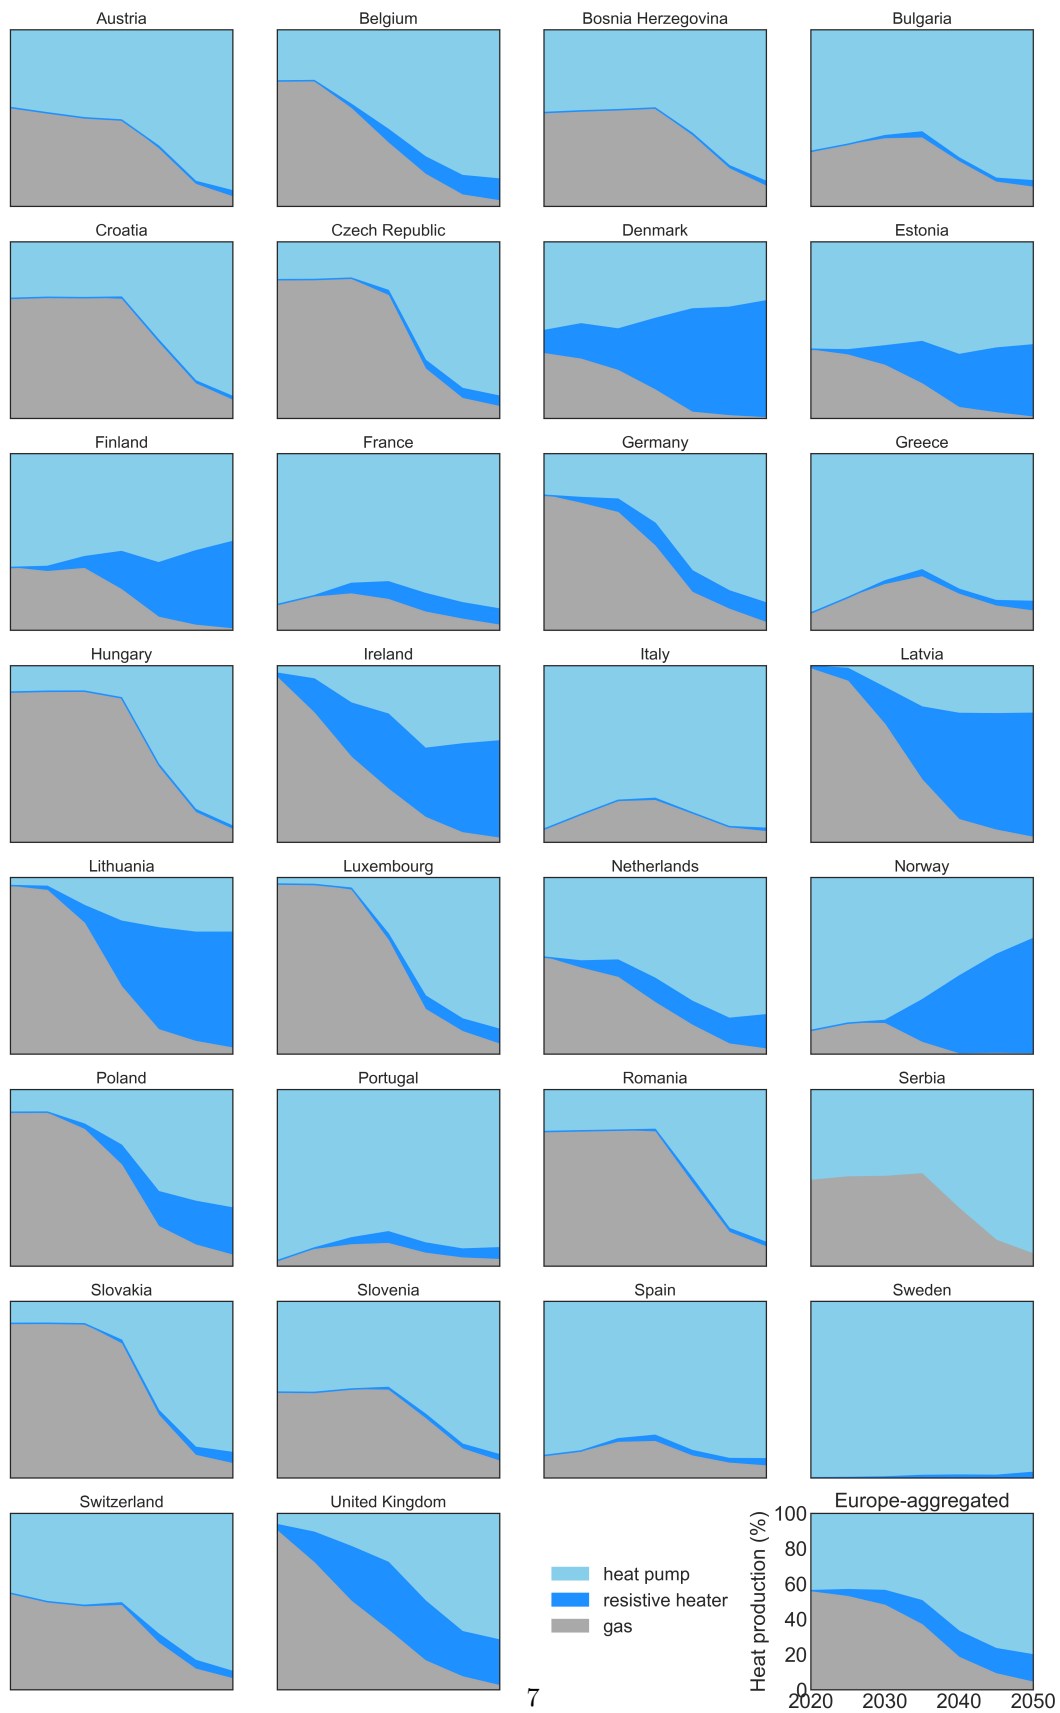 Austria
Belgium
Bosnia Herzegovina
Bulgaria
Croatia
Czech Republic
Denmark
Estonia
Finland
France
Germany
Greece
Hungary
Ireland
Italy
Latvia
Lithuania
Luxembourg
Netherlands
Norway
Poland
Portugal
Romania
Serbia
Slovakia
Slovenia
Spain
Sweden
Switzerland
United Kingdom
Europe-aggregated
heat pump
resistive heater
gas
Heat production (%)
100
80
60
40
20
0
2020
2030
2040
2050
7